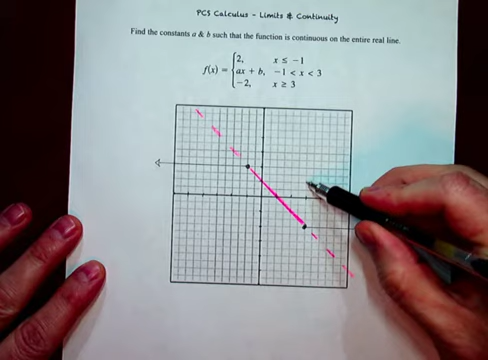 PCS Calculus - Limits & Continuity
Find the constants a & b such that the function is continuous on the entire real line.
f(x) = { 2, x ≤ -1
ax + b, -1 < x < 3
-2, x ≥ 3